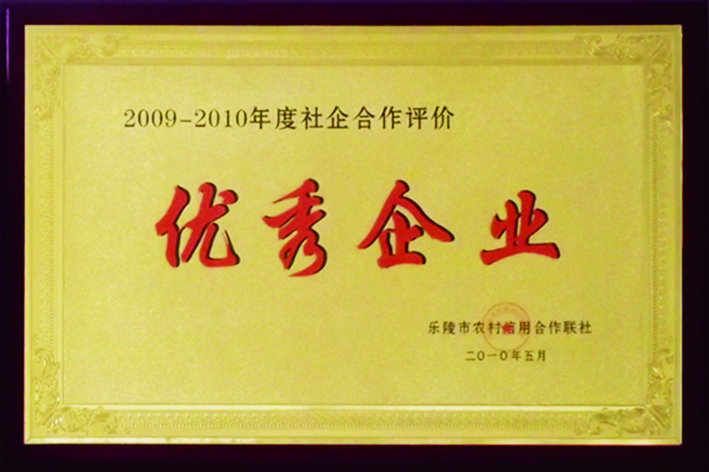 2009-2010年度社企合作评价
优秀企业
乐陵市农村信用合作联社
二〇一〇年五月